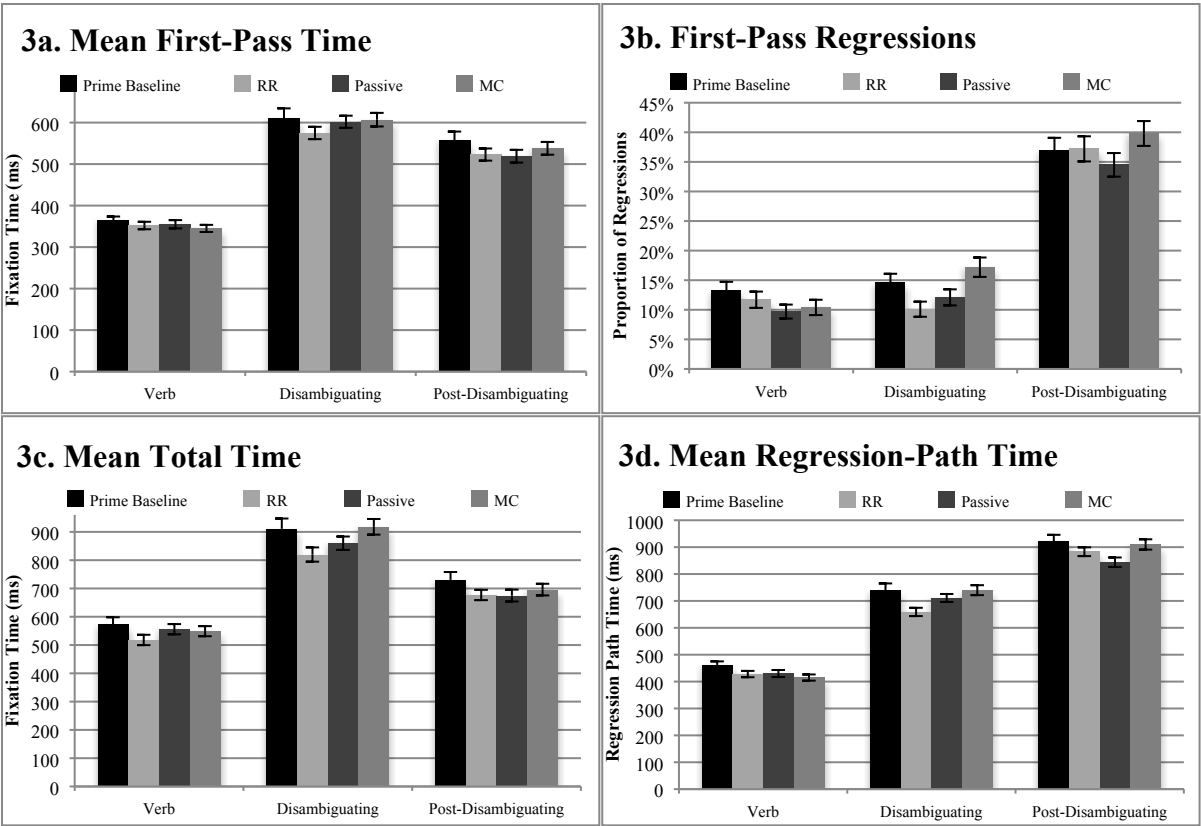 3a. Mean First-Pass Time
Prime Baseline RR Passive MC
Fixation Time (ms)
600
500
400
300
200
100
0
Verb Disambiguating Post-Disambiguating
3b. First-Pass Regressions
Prime Baseline RR Passive MC
Proportion of Regressions
45%
40%
35%
30%
25%
20%
15%
10%
5%
0%
Verb Disambiguating Post-Disambiguating
3c. Mean Total Time
Prime Baseline RR Passive MC
Fixation Time (ms)
900
800
700
600
500
400
300
200
100
0
Verb Disambiguating Post-Disambiguating
3d. Mean Regression-Path Time
Prime Baseline RR Passive MC
Regression Path Time (ms)
1000
900
800
700
600
500
400
300
200
100
0
Verb Disambiguating Post-Disambiguating